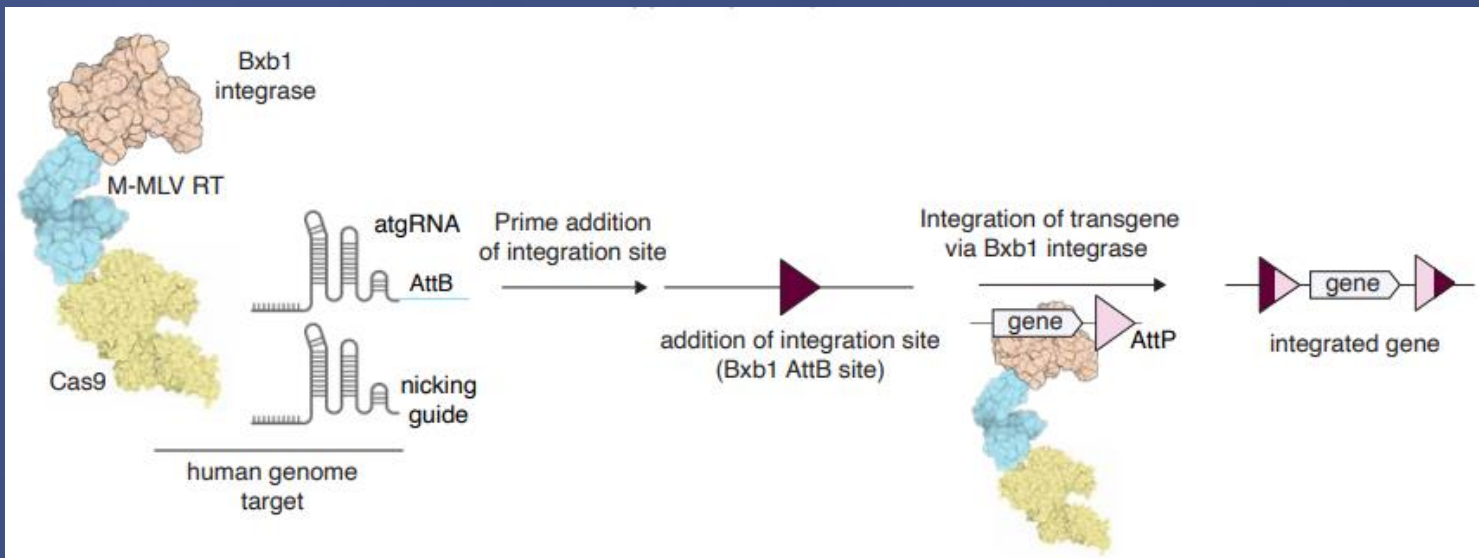 Bxb1
integrase
M-MLV RT
Cas9
atgRNA
AttB
nicking
guide
human genome
target
Prime addition
of integration site
addition of integration site
(Bxb1 AttB site)
Integration of transgene
via Bxb1 integrase
gene
AttP
gene
integrated gene